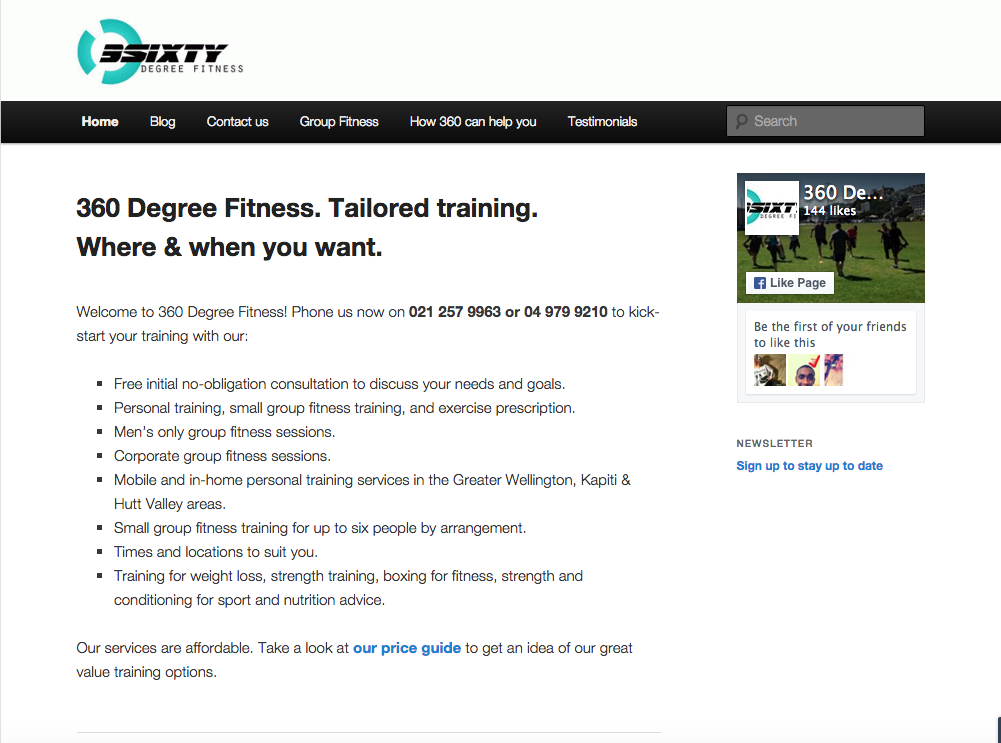 3SIXTY
DEGREE FITNESS
Home Blog Contact us Group Fitness How 360 can help you Testimonials Search
360 Degree Fitness. Tailored training.
Where & when you want.
Welcome to 360 Degree Fitness! Phone us now on 021 257 9963 or 04 979 9210 to kick-
start your training with our:
Free initial no-obligation consultation to discuss your needs and goals.
Personal training, small group fitness training, and exercise prescription.
Men's only group fitness sessions.
Corporate group fitness sessions.
Mobile and in-home personal training services in the Greater Wellington, Kapiti &
Hutt Valley areas.
Small group fitness training for up to six people by arrangement.
Times and locations to suit you.
Training for weight loss, strength training, boxing for fitness, strength and
conditioning for sport and nutrition advice.
Our services are affordable. Take a look at our price guide to get an idea of our great
value training options.
3SIXT
DEGREE FI
360 De...
144 likes
Like Page
Be the first of your friends
to like this
NEWSLETTER
Sign up to stay up to date